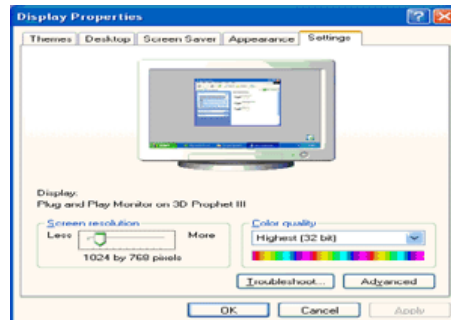 Display Properties
Themes Desktop Screen Saver Appearance Settings
Display:
Plug and Play Monitor on 3D Prophet III
Screen resolution
Less More
1024 by 768 pixels
Color quality
Highest (32 bit)
Troubleshoot... Advanced
OK Cancel Apply